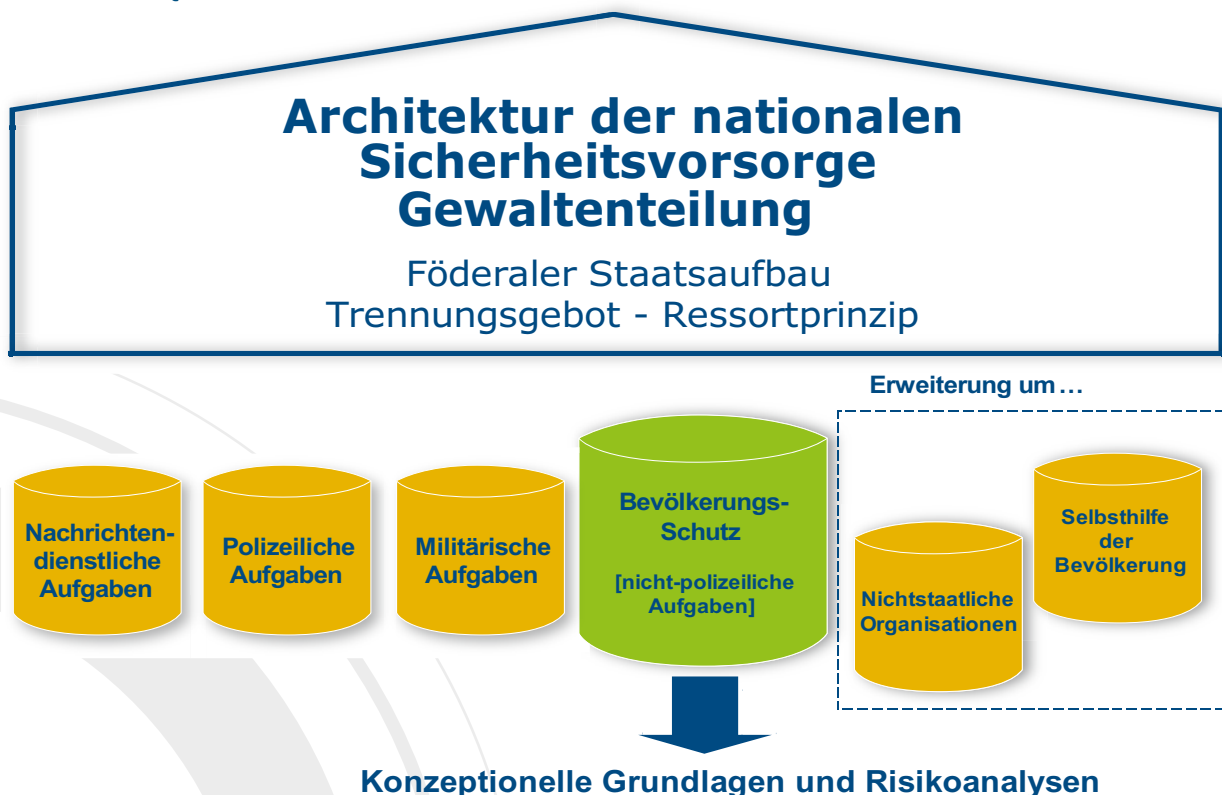 Architektur der nationalen
Sicherheitsvorsorge
Gewaltenteilung
Föderaler Staatsaufbau
Trennungsgebot - Ressortprinzip
Erweiterung um...
Nachrichten-
dienstliche
Aufgaben
Polizeiliche
Aufgaben
Militärische
Aufgaben
Bevölkerungs-
Schutz
[nicht-polizeiliche
Aufgaben]
Nichtstaatliche
Organisationen
Selbsthilfe
der
Bevölkerung
Konzeptionelle Grundlagen und Risikoanalysen